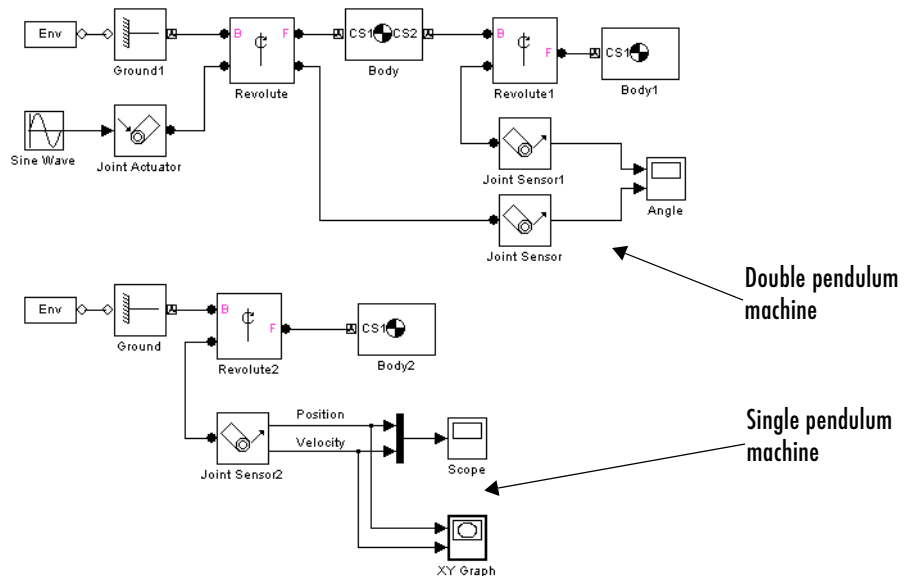 Env
B
F
CS1
CS2
B
F
CS1
Ground1
Revolute
Body
Revolute1
Body1
Sine Wave
Joint Actuator
Joint Sensor1
Angle
Joint Sensor
Double pendulum
machine
Env
B
F
CS1
Ground
Revolute2
Body2
Position
Velocity
Joint Sensor2
Scope
Single pendulum
machine
XY Graph